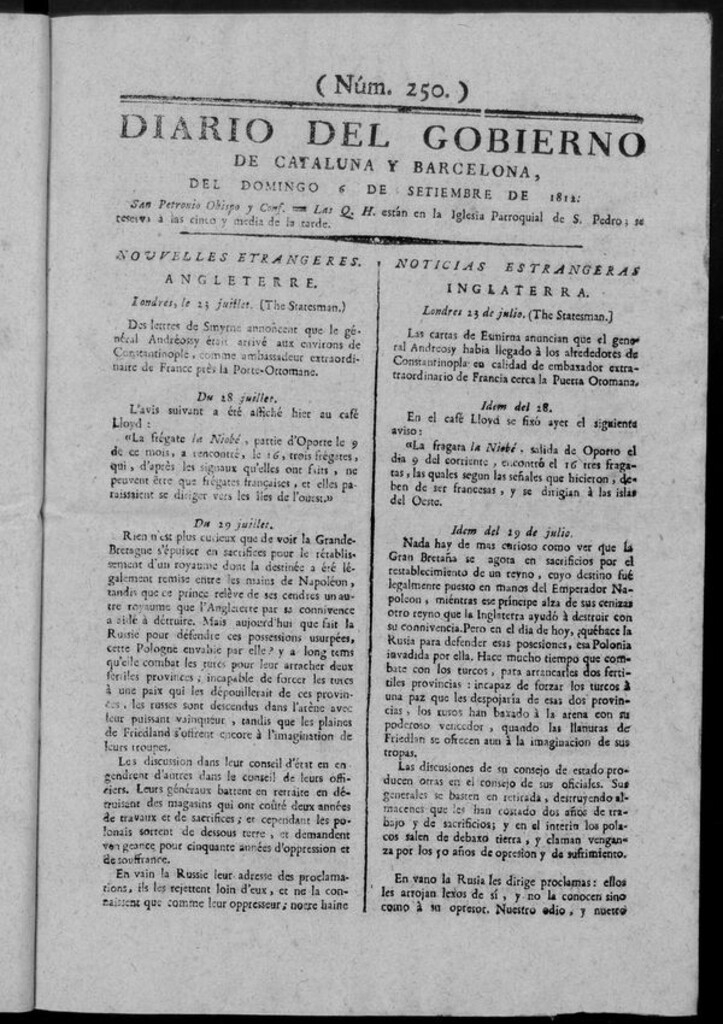 ( Núm. 250. )
DIARIO DEL GOBIERNO
DE CATALUNA Y BARCELONA,
DEL DOMINGO 6 DE SETIEMBRE DE 1812:
San Petronio Obispo y Conf. = Las Q. H. están en la Iglesia Parroquial de S. Pedro; se
reserva á las cinco y media de la tarde.
NOUVELLES ETRANGERES.
ANGLETERRE.
Londres, le 23 juillet. (The Statesman.)
Des lettres de Smyrne annoncent que le gé-
néral Andréossy était arrivé aux environs de
Constantinople, comme ambassadeur extraordi-
naire de France près la Porte-Ottomane.
Du 28 juillet.
L'avis suivant a été affiché hier au café
Lloyd :
«La frégate la Niobé, partie d'Oporte le 9
de ce mois, a rencontré, le 16, trois frégates,
qui, d'après les signaux qu'elles ont faits, ne
peuvent être que frégates françaises, et elles pa-
raissaient se diriger vers les îles de l'ouest.»
Du 29 juillet.
Rien n'est plus curieux que de voir la Grande-
Bretagne s'épuiser en sacrifices pour le rétablis-
sement d'un royaume dont la destinée a été lé-
galement remise entre les mains de Napoléon,
tandis que ce prince relève de ses cendres un au-
tre royaume que l'Angleterre par sa connivence
a aidé à détruire. Mais aujourd'hui que fait la
Russie pour défendre ces possessions usurpées,
cette Pologne envahie par elle? y a long tems
qu'elle combat les turcs pour leur arracher deux
fertiles provinces; incapable de forcer les turcs
à une paix qui les dépouillerait de ces provin-
ces, les russes sont descendus dans l'arène avec
leur puissant vainqueur, tandis que les plaines
de Friedland s'offrent encore à l'imagination de
leurs troupes.
Les discussion dans leur conseil d'état en en-
gendrent d'autres dans le conseil de leurs offi-
ciers. Leurs généraux battent en retraite en dé-
truisant des magasins qui ont coûté deux années
de travaux et de sacrifices; et cependant les po-
lonais sortent de dessous terre, et demandent
vengeance pour cinquante années d'oppression et
de souffrance.
En vain la Russie leur adresse des proclama-
tions, ils les rejettent loin d'eux, et ne la con-
naissent que comme leur oppresseur; notre haine
NOTICIAS ESTRANGERAS
INGLATERRA.
Londres 23 de julio. (The Statesman.)
Las cartas de Esmirna anuncian que el gene-
ral Andreosy habia llegado à los alrededores de
Constantinopla en calidad de embaxador extra-
traordinario de Francia cerca la Puerta Otomana.
Idem del 28.
En el café Lloyd se fixó ayer el siguiente
aviso:
«La fragata la Niobé, salida de Oporto el
dia 9 del corriente, encontró el 16 tres fraga-
tas, las quales segun las señales que hicieron, de-
ben de ser francesas, y se dirigian à las islas
del Oeste.
Idem del 29 de julio.
Nada hay de mas curioso como ver que la
Gran Bretaña se agota en sacrificios por el
restablecimiento de un reyno, cuyo destino fué
legalmente puesto en manos del Emperador Na-
poleon, miéntras ese príncipe alza de sus cenizas
otro reyno que la Inglaterra ayudó à destruir con
su connivencia. Pero en el dia de hoy, ¿qué hace la
Rusia para defender esas posesiones, esa Polonia
invadida por ella. Hace mucho tiempo que com-
bate con los turcos, para arrancarles dos ferti-
tiles provincias: incapaz de forzar los turcos à
una paz que les despojaría de esas dos provin-
cias, los rusos han baxado à la arena con su
poderoso vencedor, quando las llanuras de
Friedlan se ofrecen aun à la imaginacion de sus
tropas.
Las discusiones de su consejo de estado pro-
ducen otras en el consejo de sus oficiales. Sus
generales se basten en retirada, destruyendo al-
macenes que les han costado dos años de tra-
bajo y de sacrificios; y en el interin los pola-
cos salen de debaxo tierra, y claman vengan-
za por los 50 años de opresion y de sufrimiento.
En vano la Rusia les dirige proclamas: ellos
les arrojan lexos de sí, y no la conocen sino
como à su opresor. Nuestro odio, y nuestro